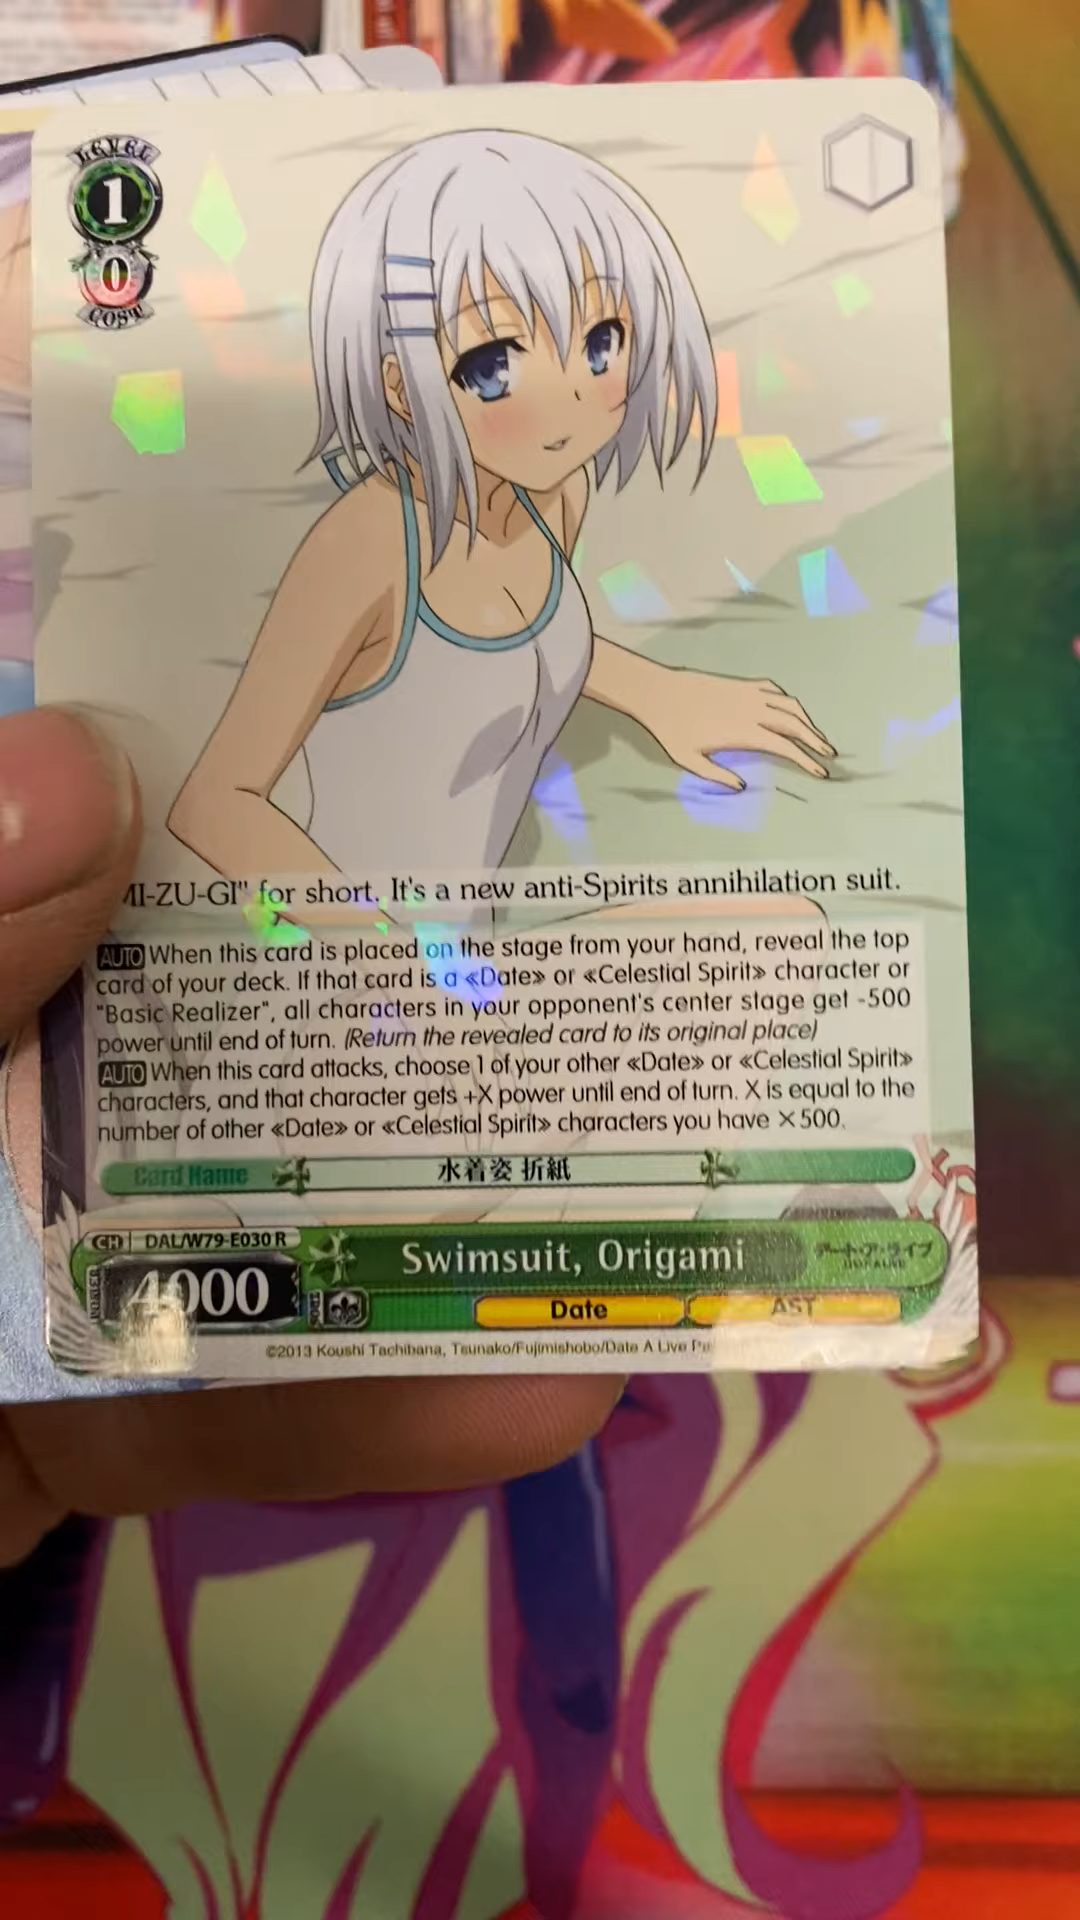 LEVEL
1
0
COST
MI-ZU-GI" for short. It's a new anti-Spirits annihilation suit.
AUTO When this card is placed on the stage from your hand, reveal the top
card of your deck. If that card is a «Date» or «Celestial Spirit» character or
"Basic Realizer", all characters in your opponent's center stage get -500
power until end of turn. (Return the revealed card to its original place)
AUTO When this card attacks, choose 1 of your other «Date» or «Celestial Spirit»
characters, and that character gets +X power until end of turn. X is equal to the
number of other «Date» or «Celestial Spirit» characters you have ×500.
Card Name 水着姿 折紙
CH DAL/W79-E030 R
Swimsuit, Origami
デート・ア・ライブ
DATE A LIVE
POWER 4000 SOUL
Date AST
©2013 Koushi Tachibana, Tsunako/Fujimishobo/Date A Live